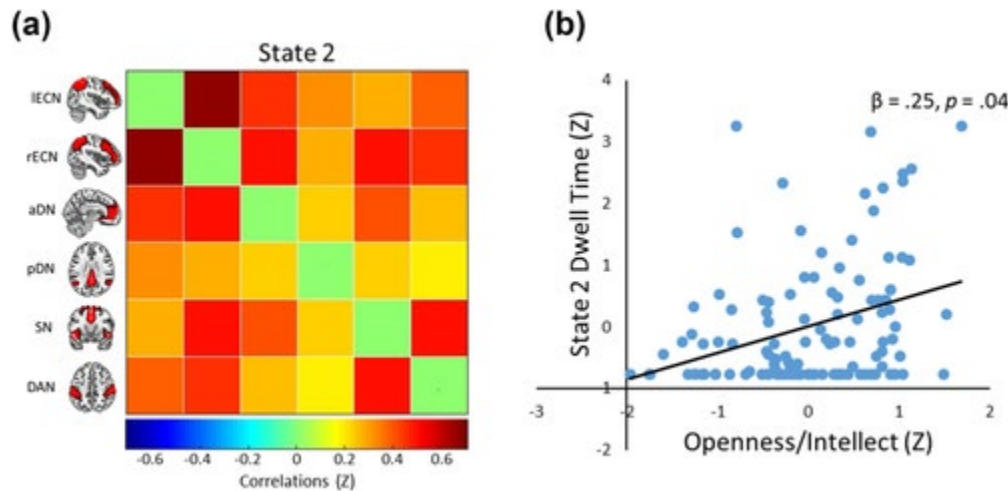 (a)
State 2
lECN
rECN
aDN
pDN
SN
DAN
-0.6 -0.4 -0.2 0 0.2 0.4 0.6
Correlations (Z)
(b)
β = .25, p = .04
State 2 Dwell Time (Z)
4
3
2
1
0
1
-2
-3 -2 -1 0 1 2
Openness/Intellect (Z)